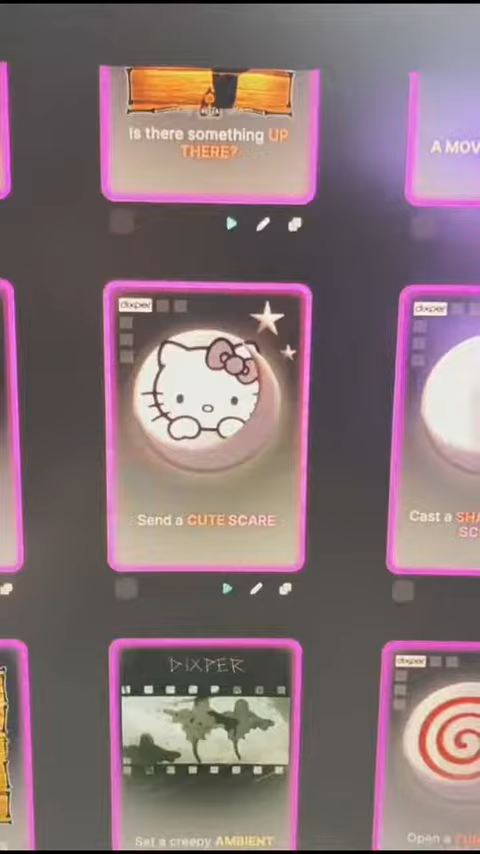 Is there something UP
THERE?
A MOV
dixper
Send a CUTE SCARE
dixper
Cast a SHA
SC
DIXPER
Set a creepy AMBIENT
dixper
Open a